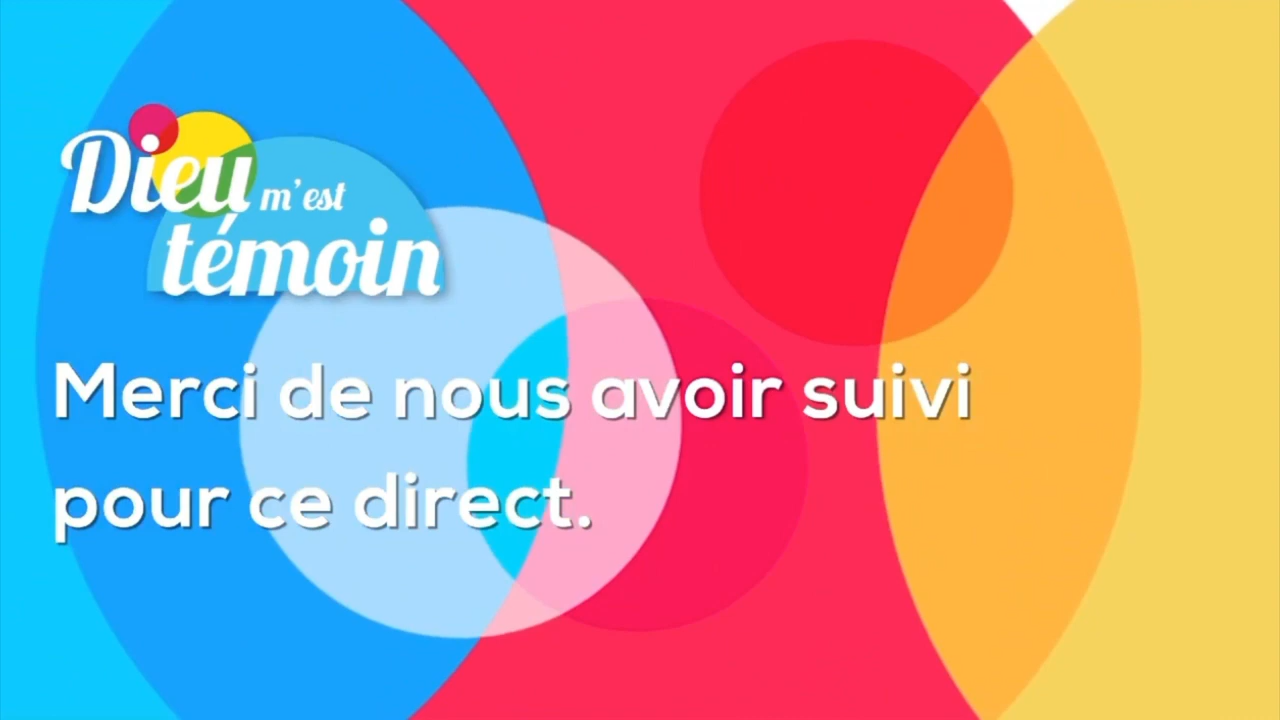 Dieu m'est
témoin
Merci de nous avoir suivi
pour ce direct.